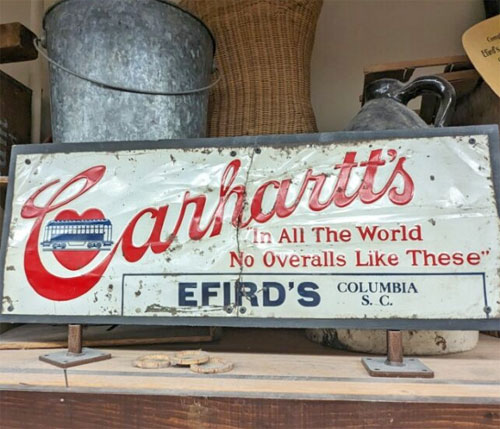 Carhartt's
"In All The World
No Overalls Like These"
EFIRD'S COLUMBIA
S. C.